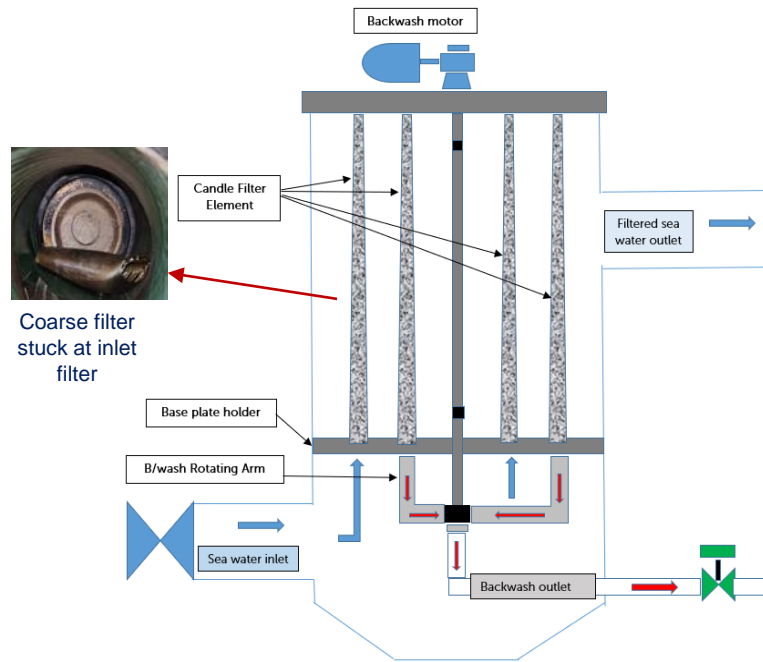 Backwash motor
Candle Filter
Element
Filtered sea
water outlet
Coarse filter
stuck at inlet
filter
Base plate holder
B/wash Rotating Arm
Sea water inlet
Backwash outlet